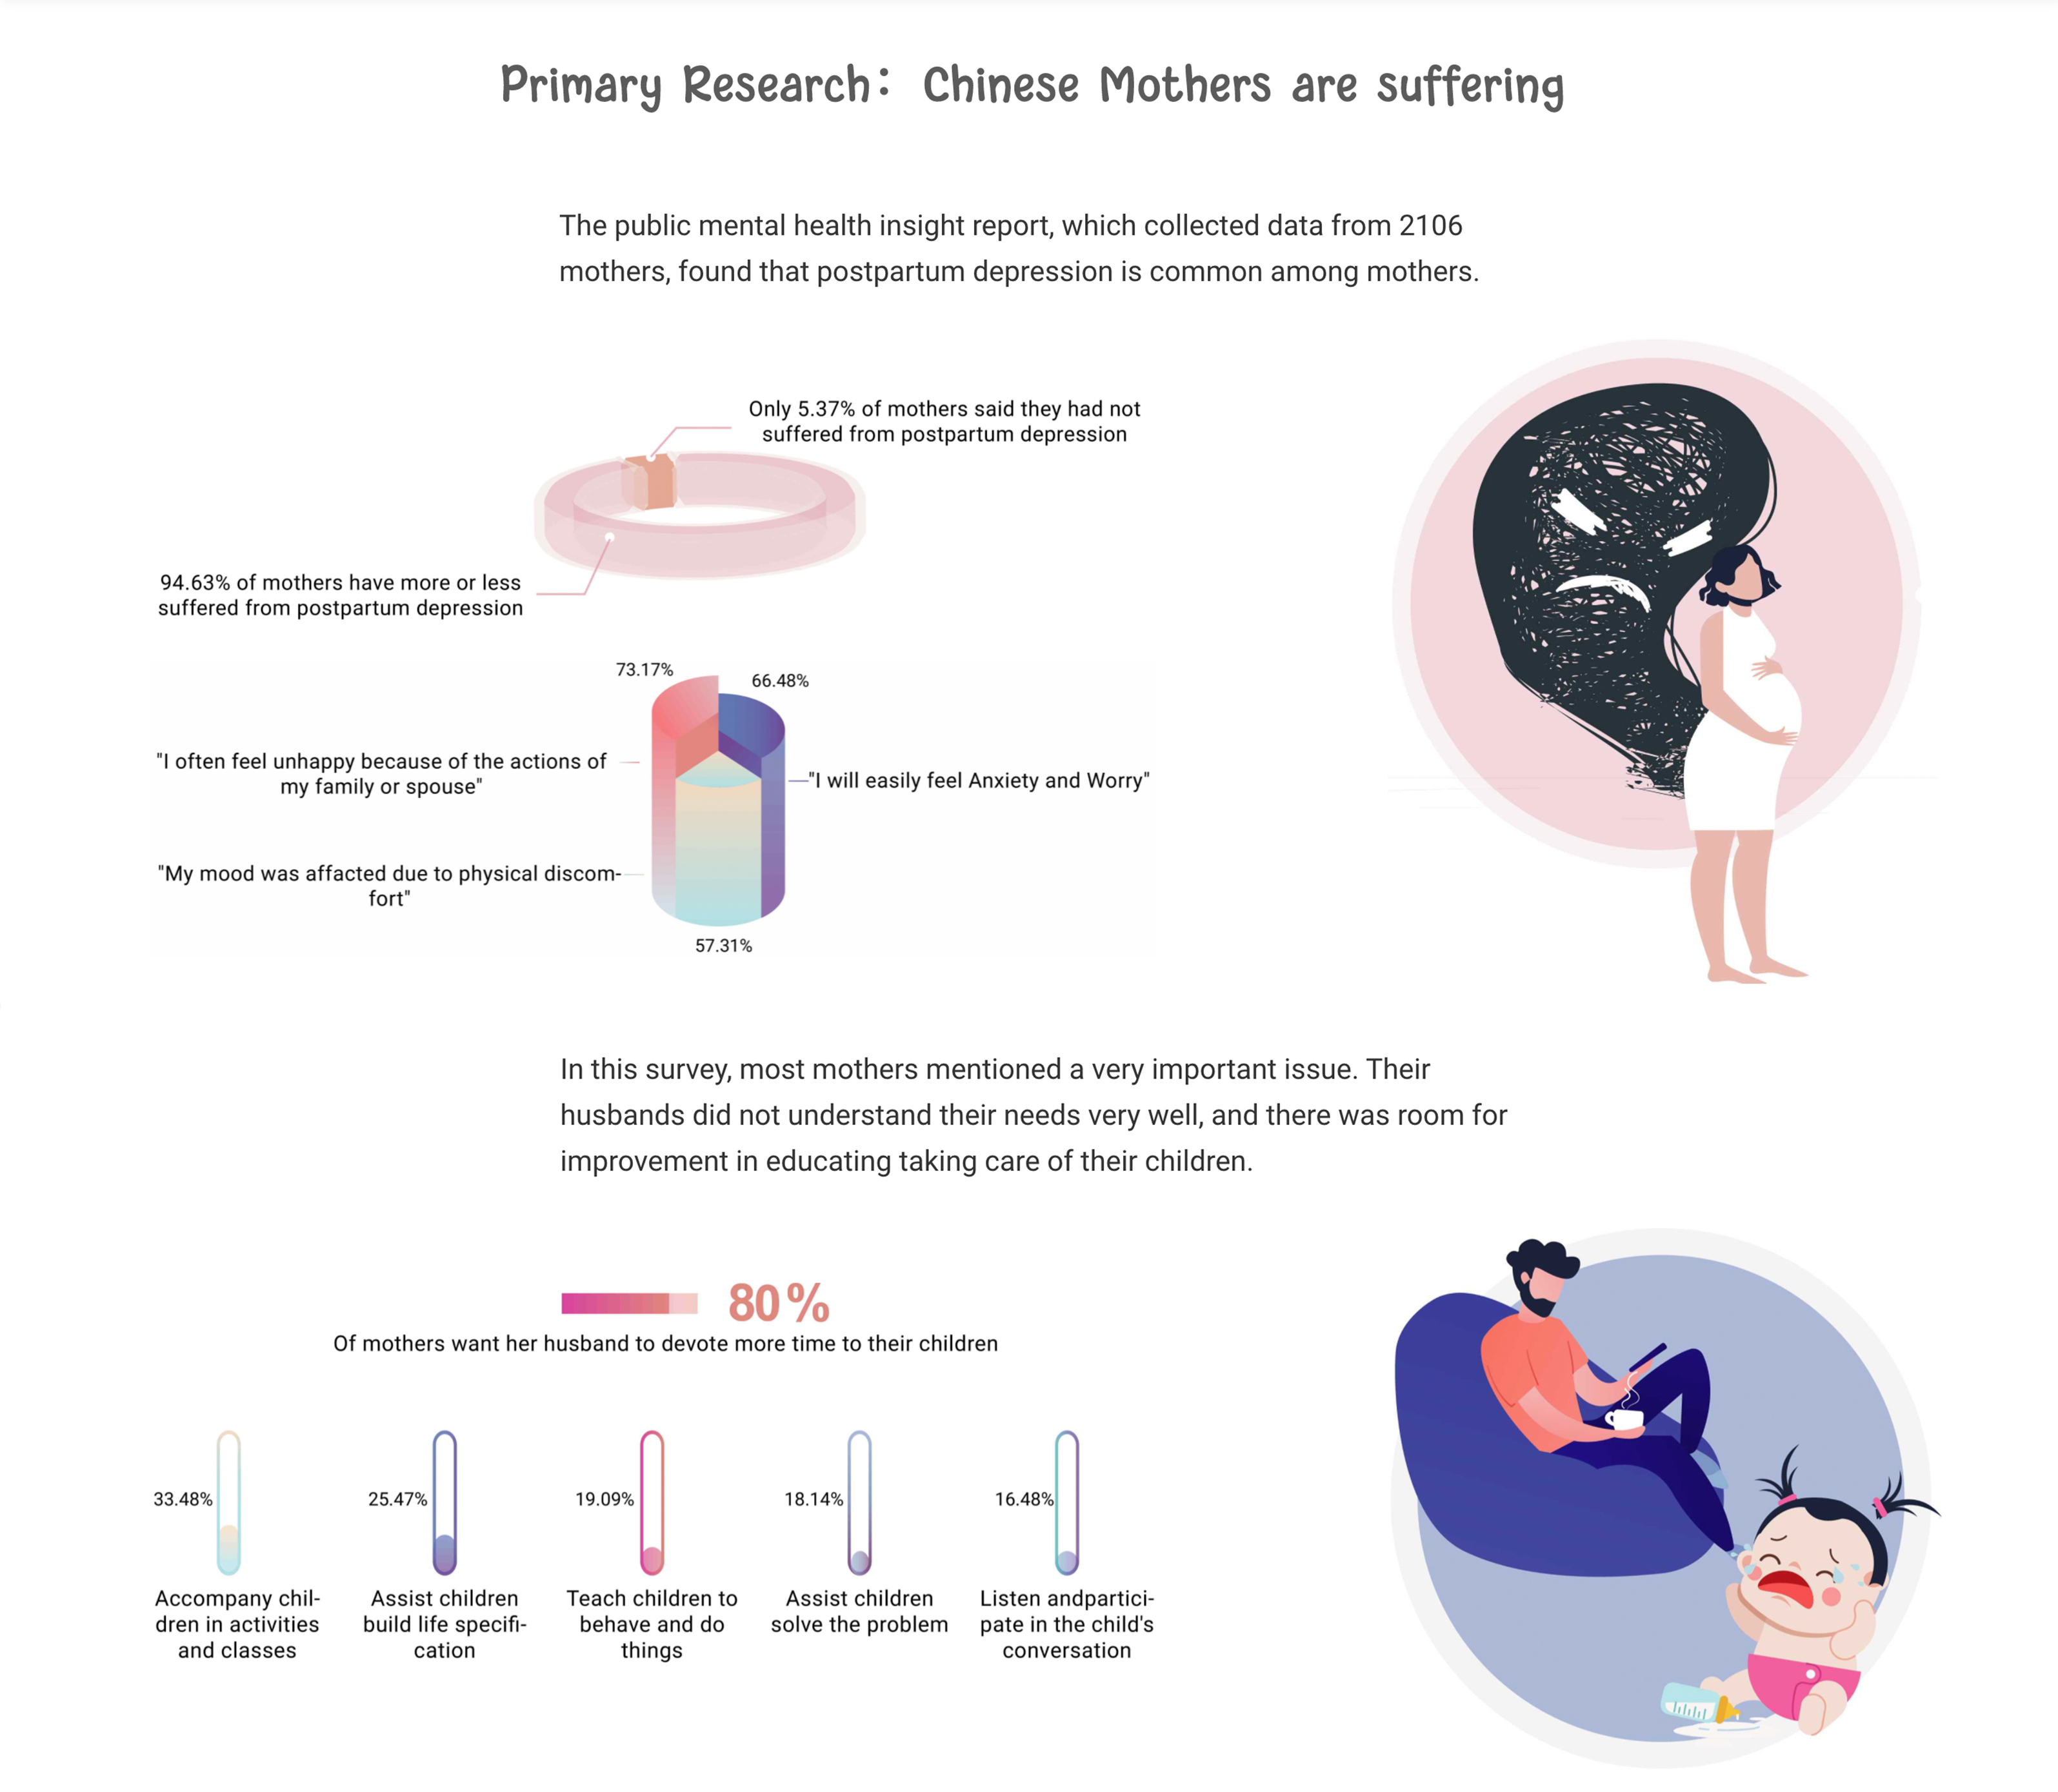 Primary Research: Chinese Mothers are suffering
The public mental health insight report, which collected data from 2106
mothers, found that postpartum depression is common among mothers.
Only 5.37% of mothers said they had not
suffered from postpartum depression
94.63% of mothers have more or less
suffered from postpartum depression
73.17%
66.48%
"I often feel unhappy because of the actions of
my family or spouse"
"I will easily feel Anxiety and Worry"
"My mood was affacted due to physical discom-
fort"
57.31%
In this survey, most mothers mentioned a very important issue. Their
husbands did not understand their needs very well, and there was room for
improvement in educating taking care of their children.
80%
Of mothers want her husband to devote more time to their children
33.48%
Accompany chil-
dren in activities
and classes
25.47%
Assist children
build life specifi-
cation
19.09%
Teach children to
behave and do
things
18.14%
Assist children
solve the problem
16.48%
Listen andpartici-
pate in the child's
conversation